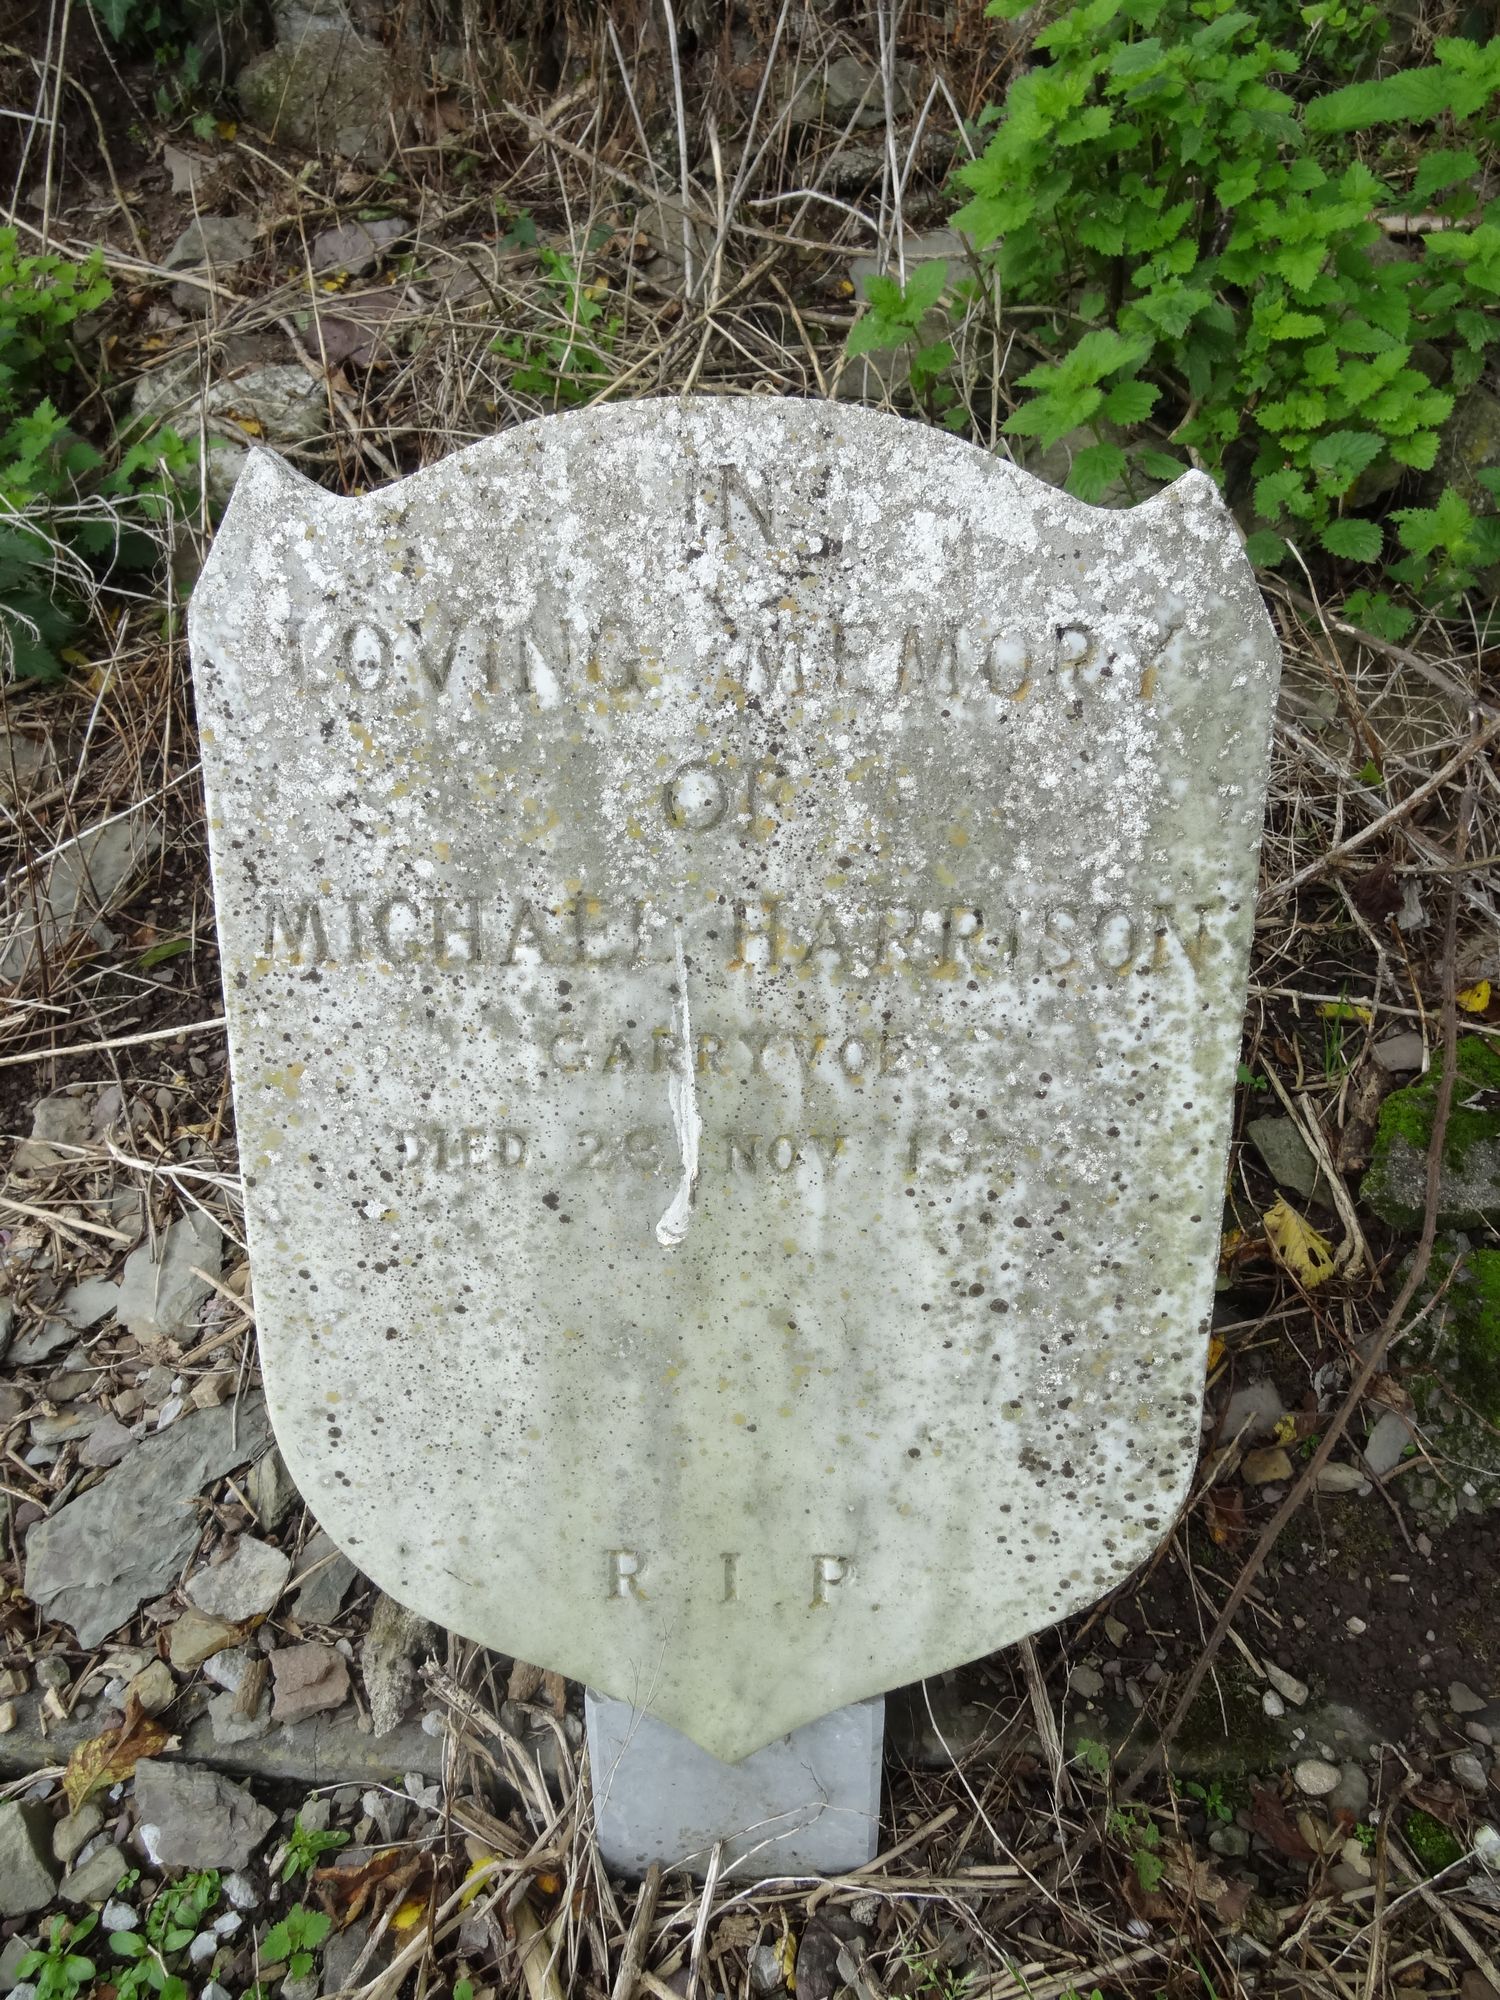 IN
LOVING MEMORY
OF
MICHAEL HARRISON
GARRYVOE
DIED 28 NOV
R I P